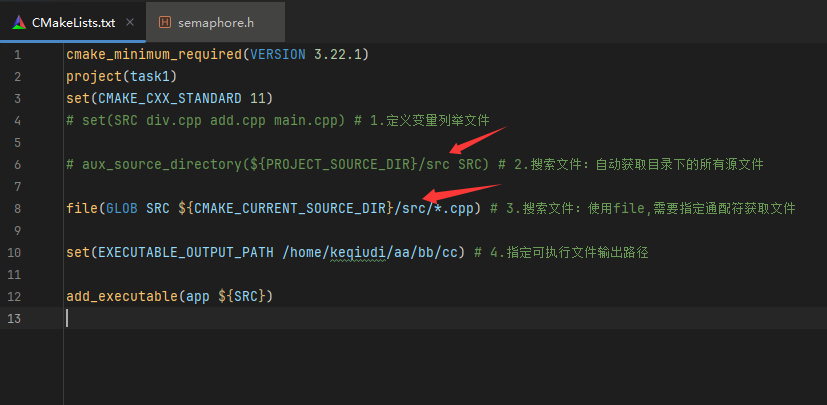 CMakeLists.txt
semaphore.h
1 cmake_minimum_required(VERSION 3.22.1)
2 project(task1)
3 set(CMAKE_CXX_STANDARD 11)
4 # set(SRC div.cpp add.cpp main.cpp) # 1.定义变量列举文件
5
6 # aux_source_directory(${PROJECT_SOURCE_DIR}/src SRC) # 2.搜索文件: 自动获取目录下的所有源文件
7
8 file(GLOB SRC ${CMAKE_CURRENT_SOURCE_DIR}/src/*.cpp) # 3.搜索文件: 使用file,需要指定通配符获取文件
9
10 set(EXECUTABLE_OUTPUT_PATH /home/keqiudi/aa/bb/cc) # 4.指定可执行文件输出路径
11
12 add_executable(app ${SRC})
13